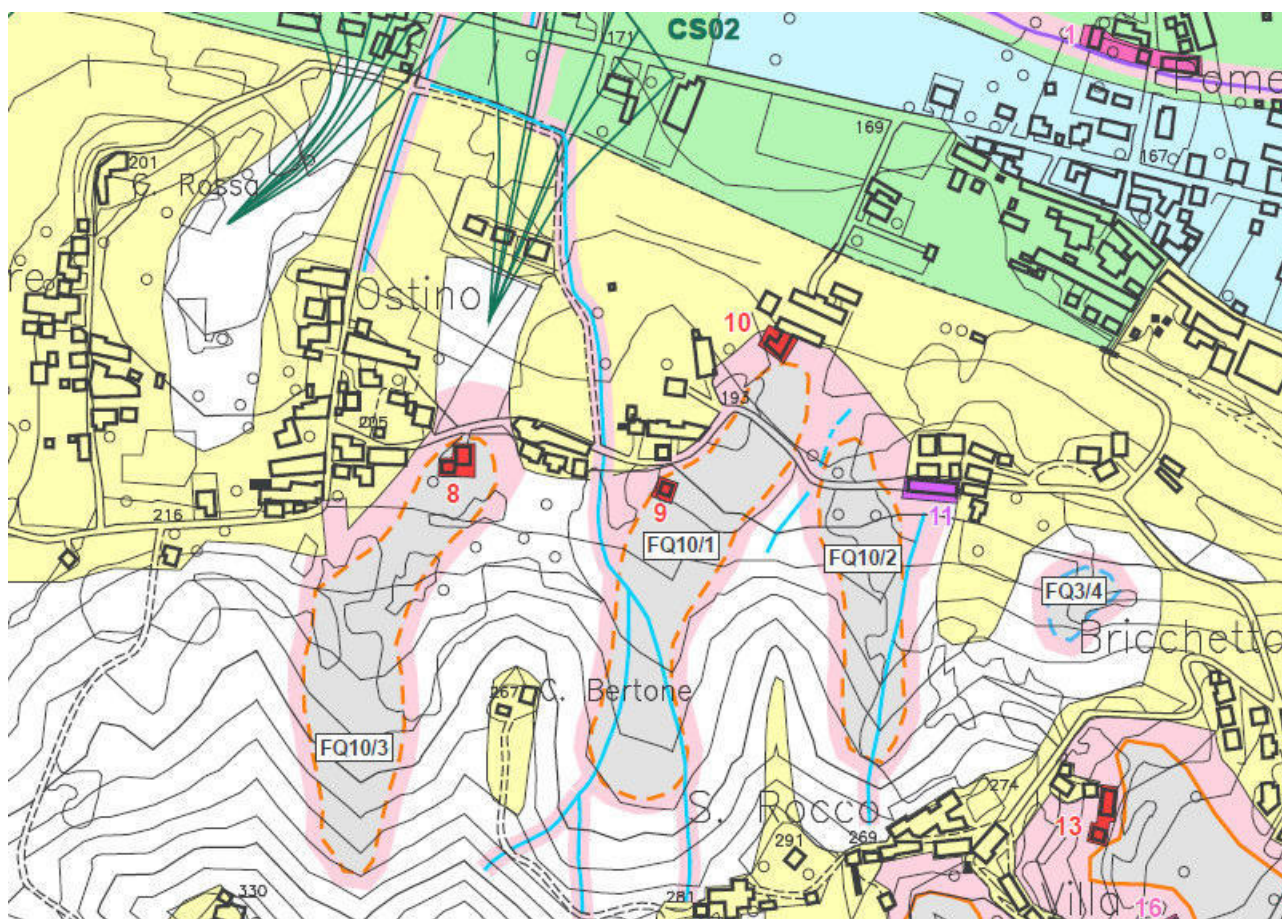 CS02
171
1
Pome
169
167
201
C. Rossa
Ostino
10
193
205
8
9
11
216
FQ10/1
FQ10/2
FQ3/4
Bricchetto
267
C. Bertone
FQ10/3
S. Rocco
274
13
291
269
281
330
Villa
16